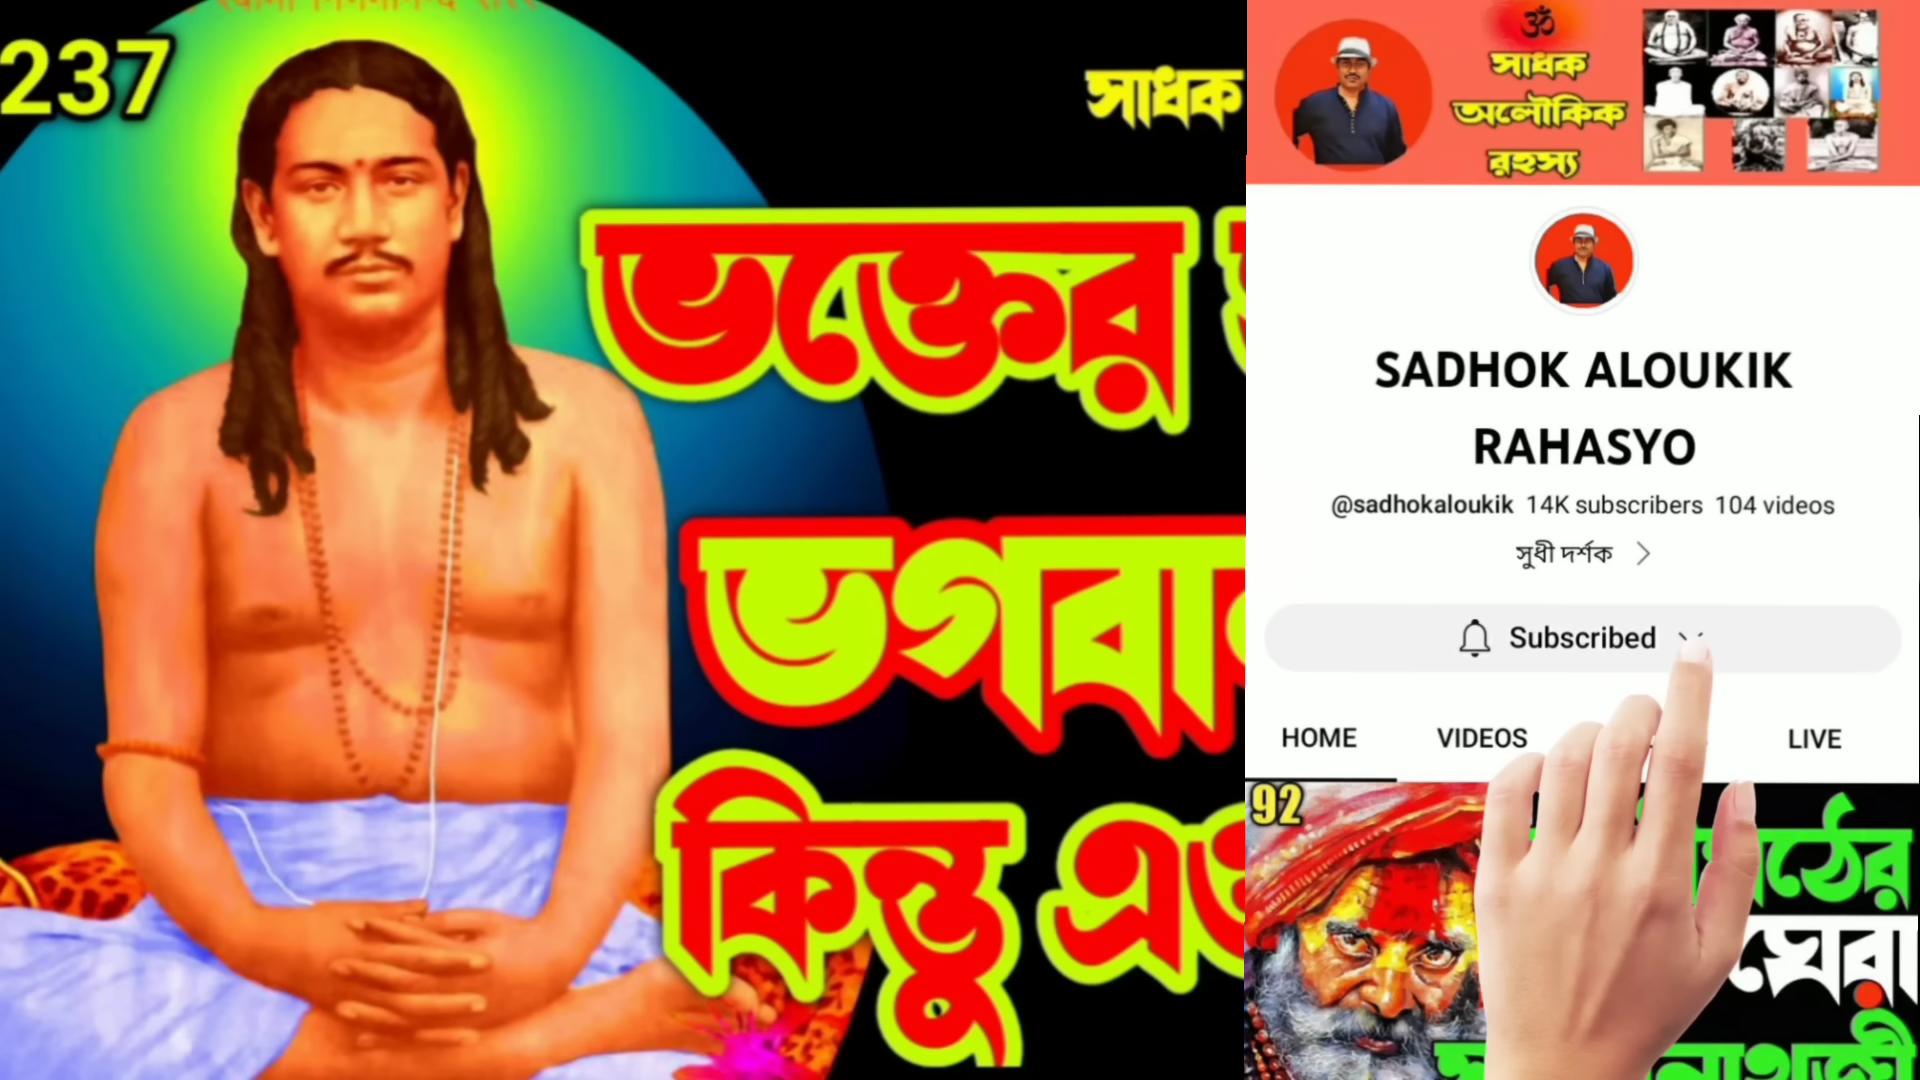 237
সাধক
ভক্তের
ভগবান
কিন্তু
ॐ
সাধক
অলৌকিক
রহস্য
SADHOK ALOUKIK
RAHASYO
@sadhokaloukik 14K subscribers 104 videos
সুধী দর্শক
Subscribed
HOME VIDEOS LIVE
92
ঘেরা